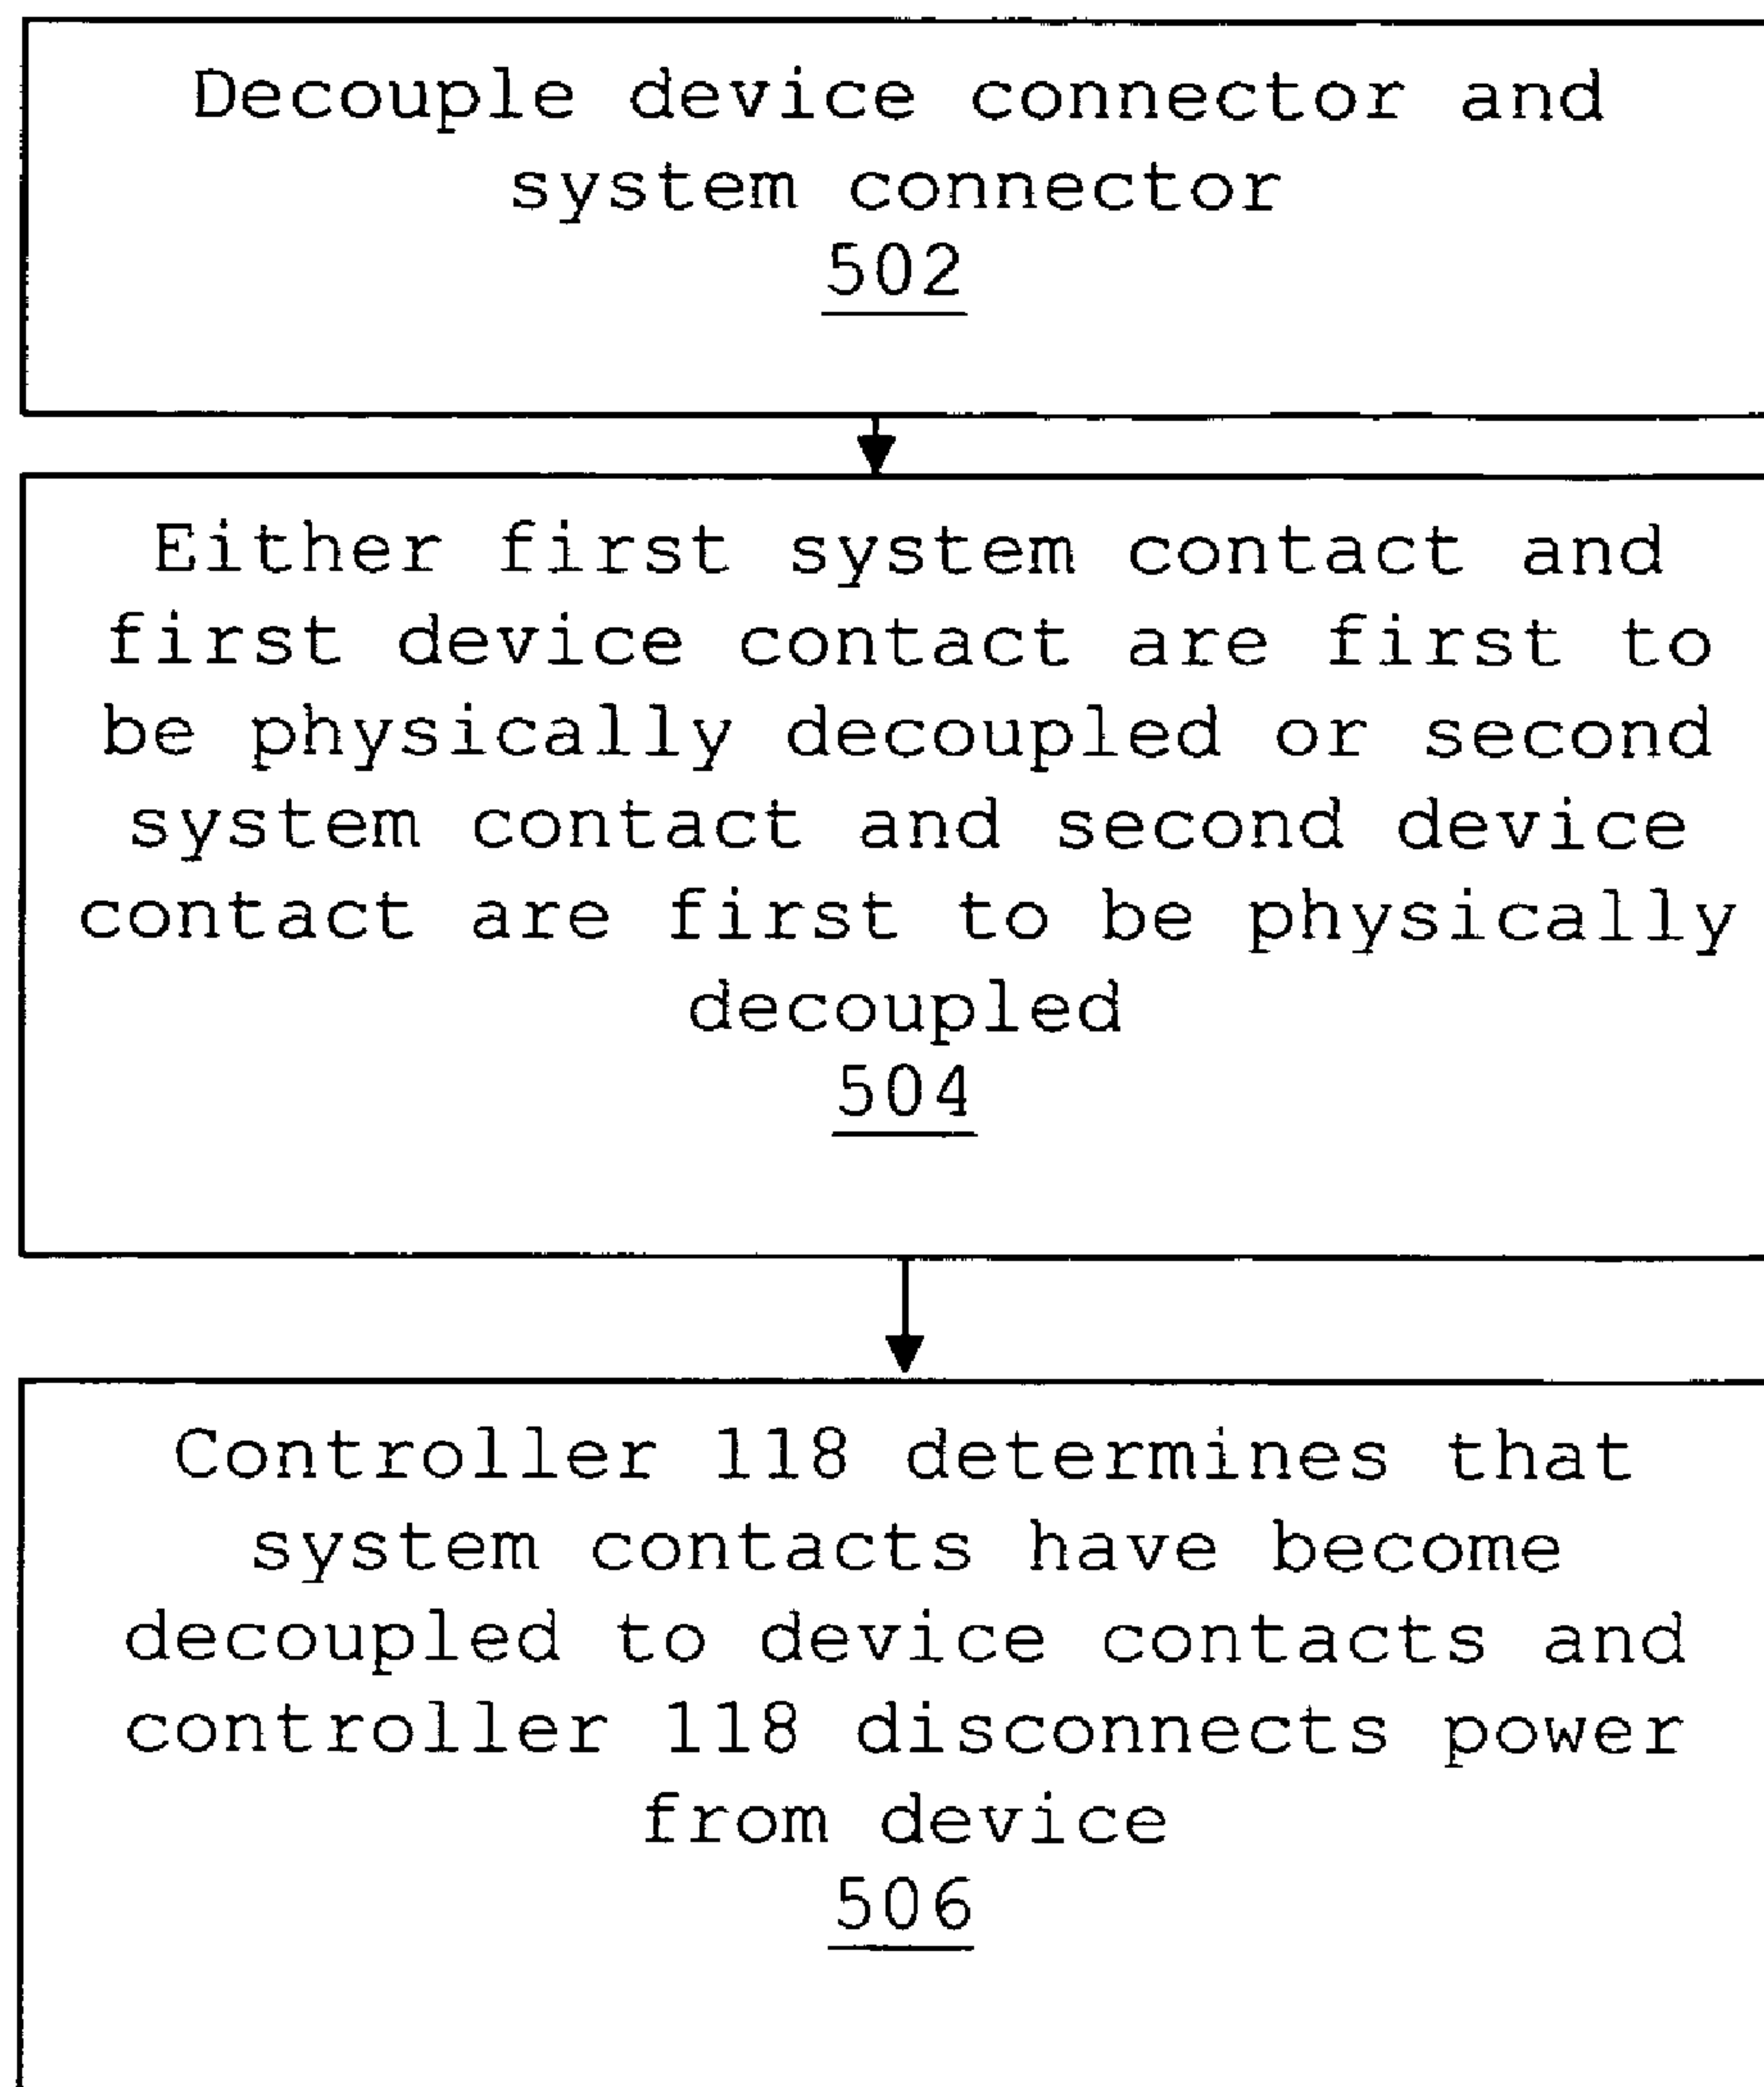 Decouple device connector and
system connector
502
Either first system contact and
first device contact are first to
be physically decoupled or second
system contact and second device
contact are first to be physically
decoupled
504
Controller 118 determines that
system contacts have become
decoupled to device contacts and
controller 118 disconnects power
from device
506